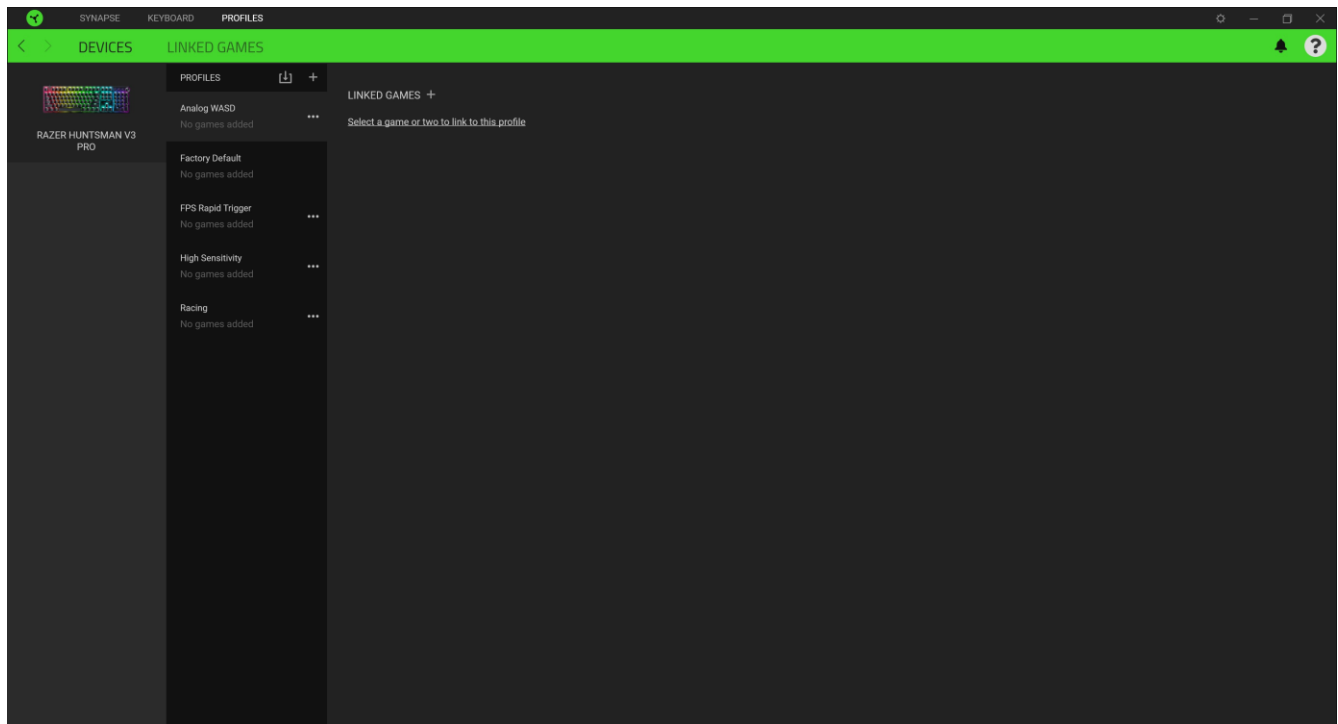 SYNAPSE KEYBOARD PROFILES
DEVICES LINKED GAMES
RAZER HUNTSMAN V3
PRO
PROFILES
Analog WASD
No games added
Factory Default
No games added
FPS Rapid Trigger
No games added
High Sensitivity
No games added
Racing
No games added
LINKED GAMES +
Select a game or two to link to this profile